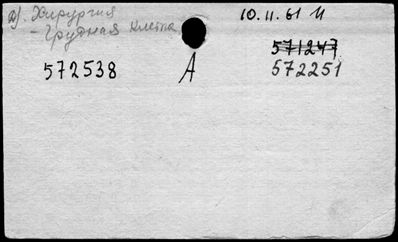 а). Хирургия
- Грудная клетка
10.11.61 И
571247
572538 А 572251